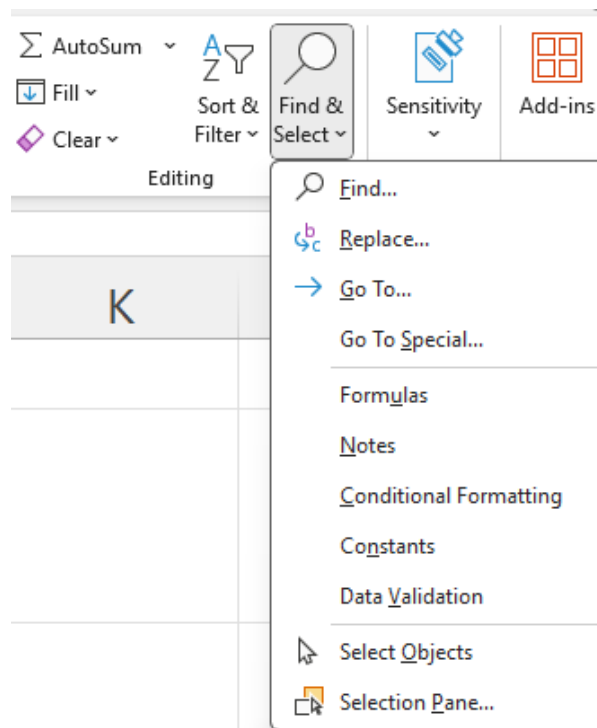 AutoSum
Fill
Clear
Sort &
Filter
Find &
Select
Sensitivity
Add-ins
Editing
K
Find...
Replace...
Go To...
Go To Special...
Formulas
Notes
Conditional Formatting
Constants
Data Validation
Select Objects
Selection Pane...